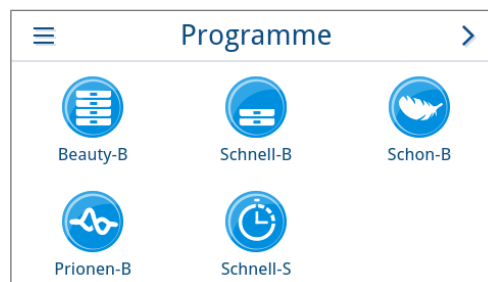 Programme
Beauty-B
Schnell-B
Schon-B
Prionen-B
Schnell-S